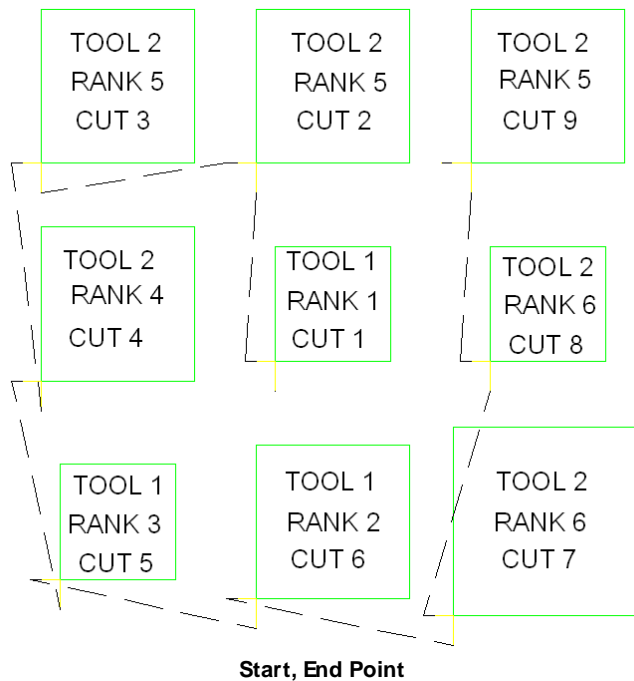 TOOL 2
RANK 5
CUT 3
TOOL 2
RANK 5
CUT 2
TOOL 2
RANK 5
CUT 9
TOOL 2
RANK 4
CUT 4
TOOL 1
RANK 1
CUT 1
TOOL 2
RANK 6
CUT 8
TOOL 1
RANK 3
CUT 5
TOOL 1
RANK 2
CUT 6
TOOL 2
RANK 6
CUT 7
Start, End Point